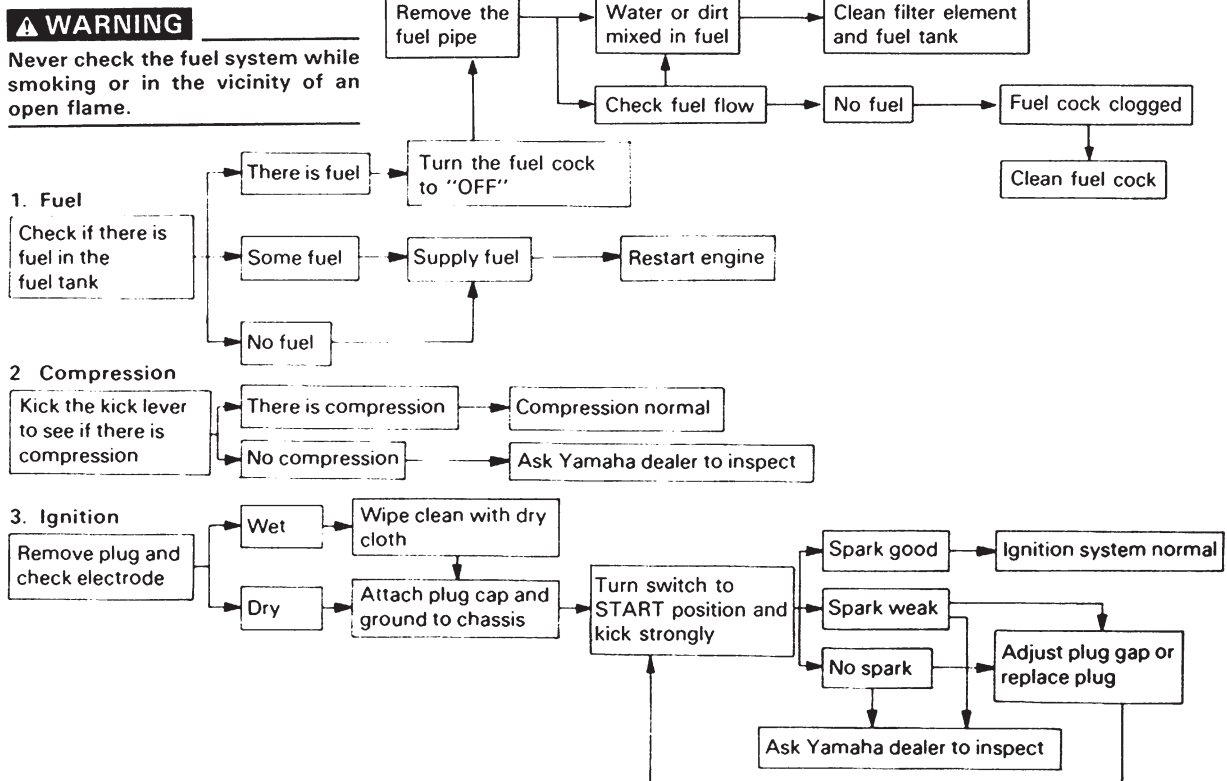 WARNING
Never check the fuel system while
smoking or in the vicinity of an
open flame.
Remove the
fuel pipe
Water or dirt
mixed in fuel
Clean filter element
and fuel tank
Check fuel flow
No fuel
Fuel cock clogged
Clean fuel cock
1. Fuel
Check if there is
fuel in the
fuel tank
There is fuel
Turn the fuel cock
to "OFF"
Some fuel
Supply fuel
Restart engine
No fuel
2 Compression
Kick the kick lever
to see if there is
compression
There is compression
Compression normal
No compression
Ask Yamaha dealer to inspect
3. Ignition
Remove plug and
check electrode
Wet
Wipe clean with dry
cloth
Dry
Attach plug cap and
ground to chassis
Turn switch to
START position and
kick strongly
Spark good
Ignition system normal
Spark weak
No spark
Adjust plug gap or
replace plug
Ask Yamaha dealer to inspect